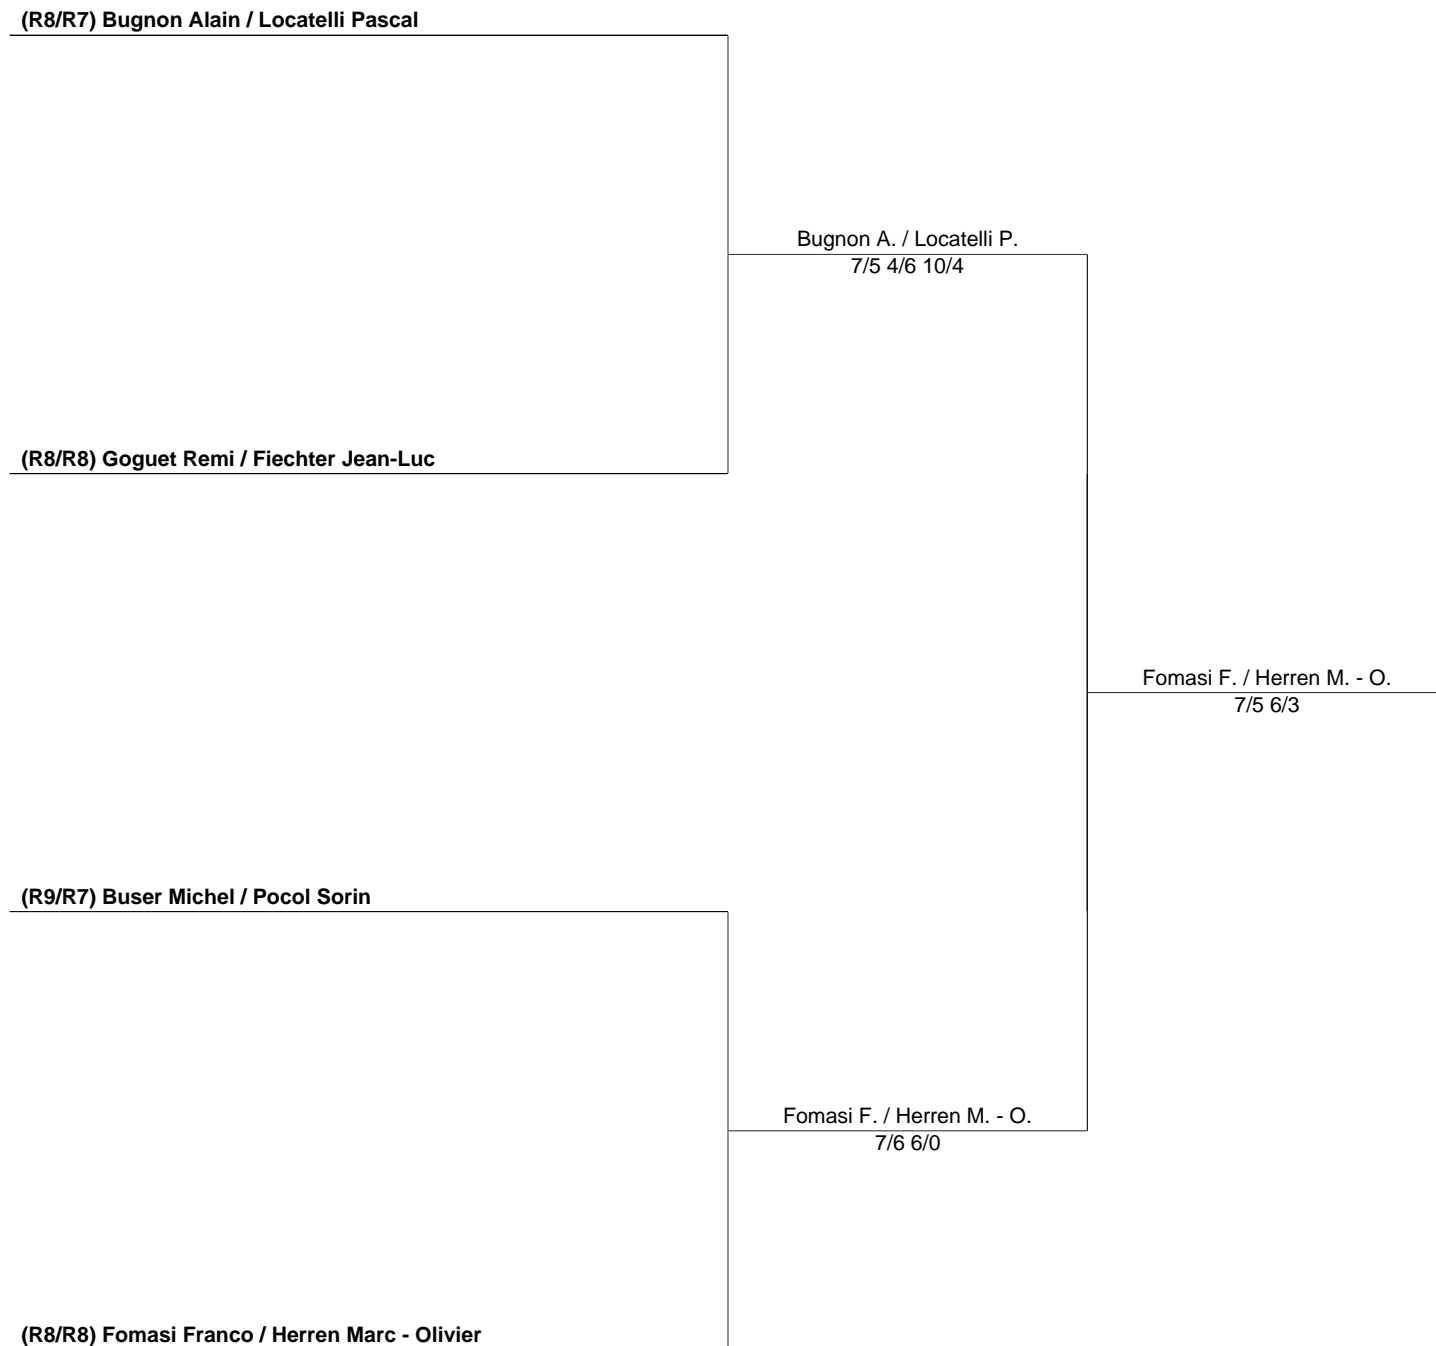 (R8/R7) Bugnon Alain / Locatelli Pascal
Bugnon A. / Locatelli P.
7/5 4/6 10/4
(R8/R8) Goguet Remi / Fiechter Jean-Luc
Fomasi F. / Herren M. - O.
7/5 6/3
(R9/R7) Buser Michel / Pocol Sorin
Fomasi F. / Herren M. - O.
7/6 6/0
(R8/R8) Fomasi Franco / Herren Marc - Olivier